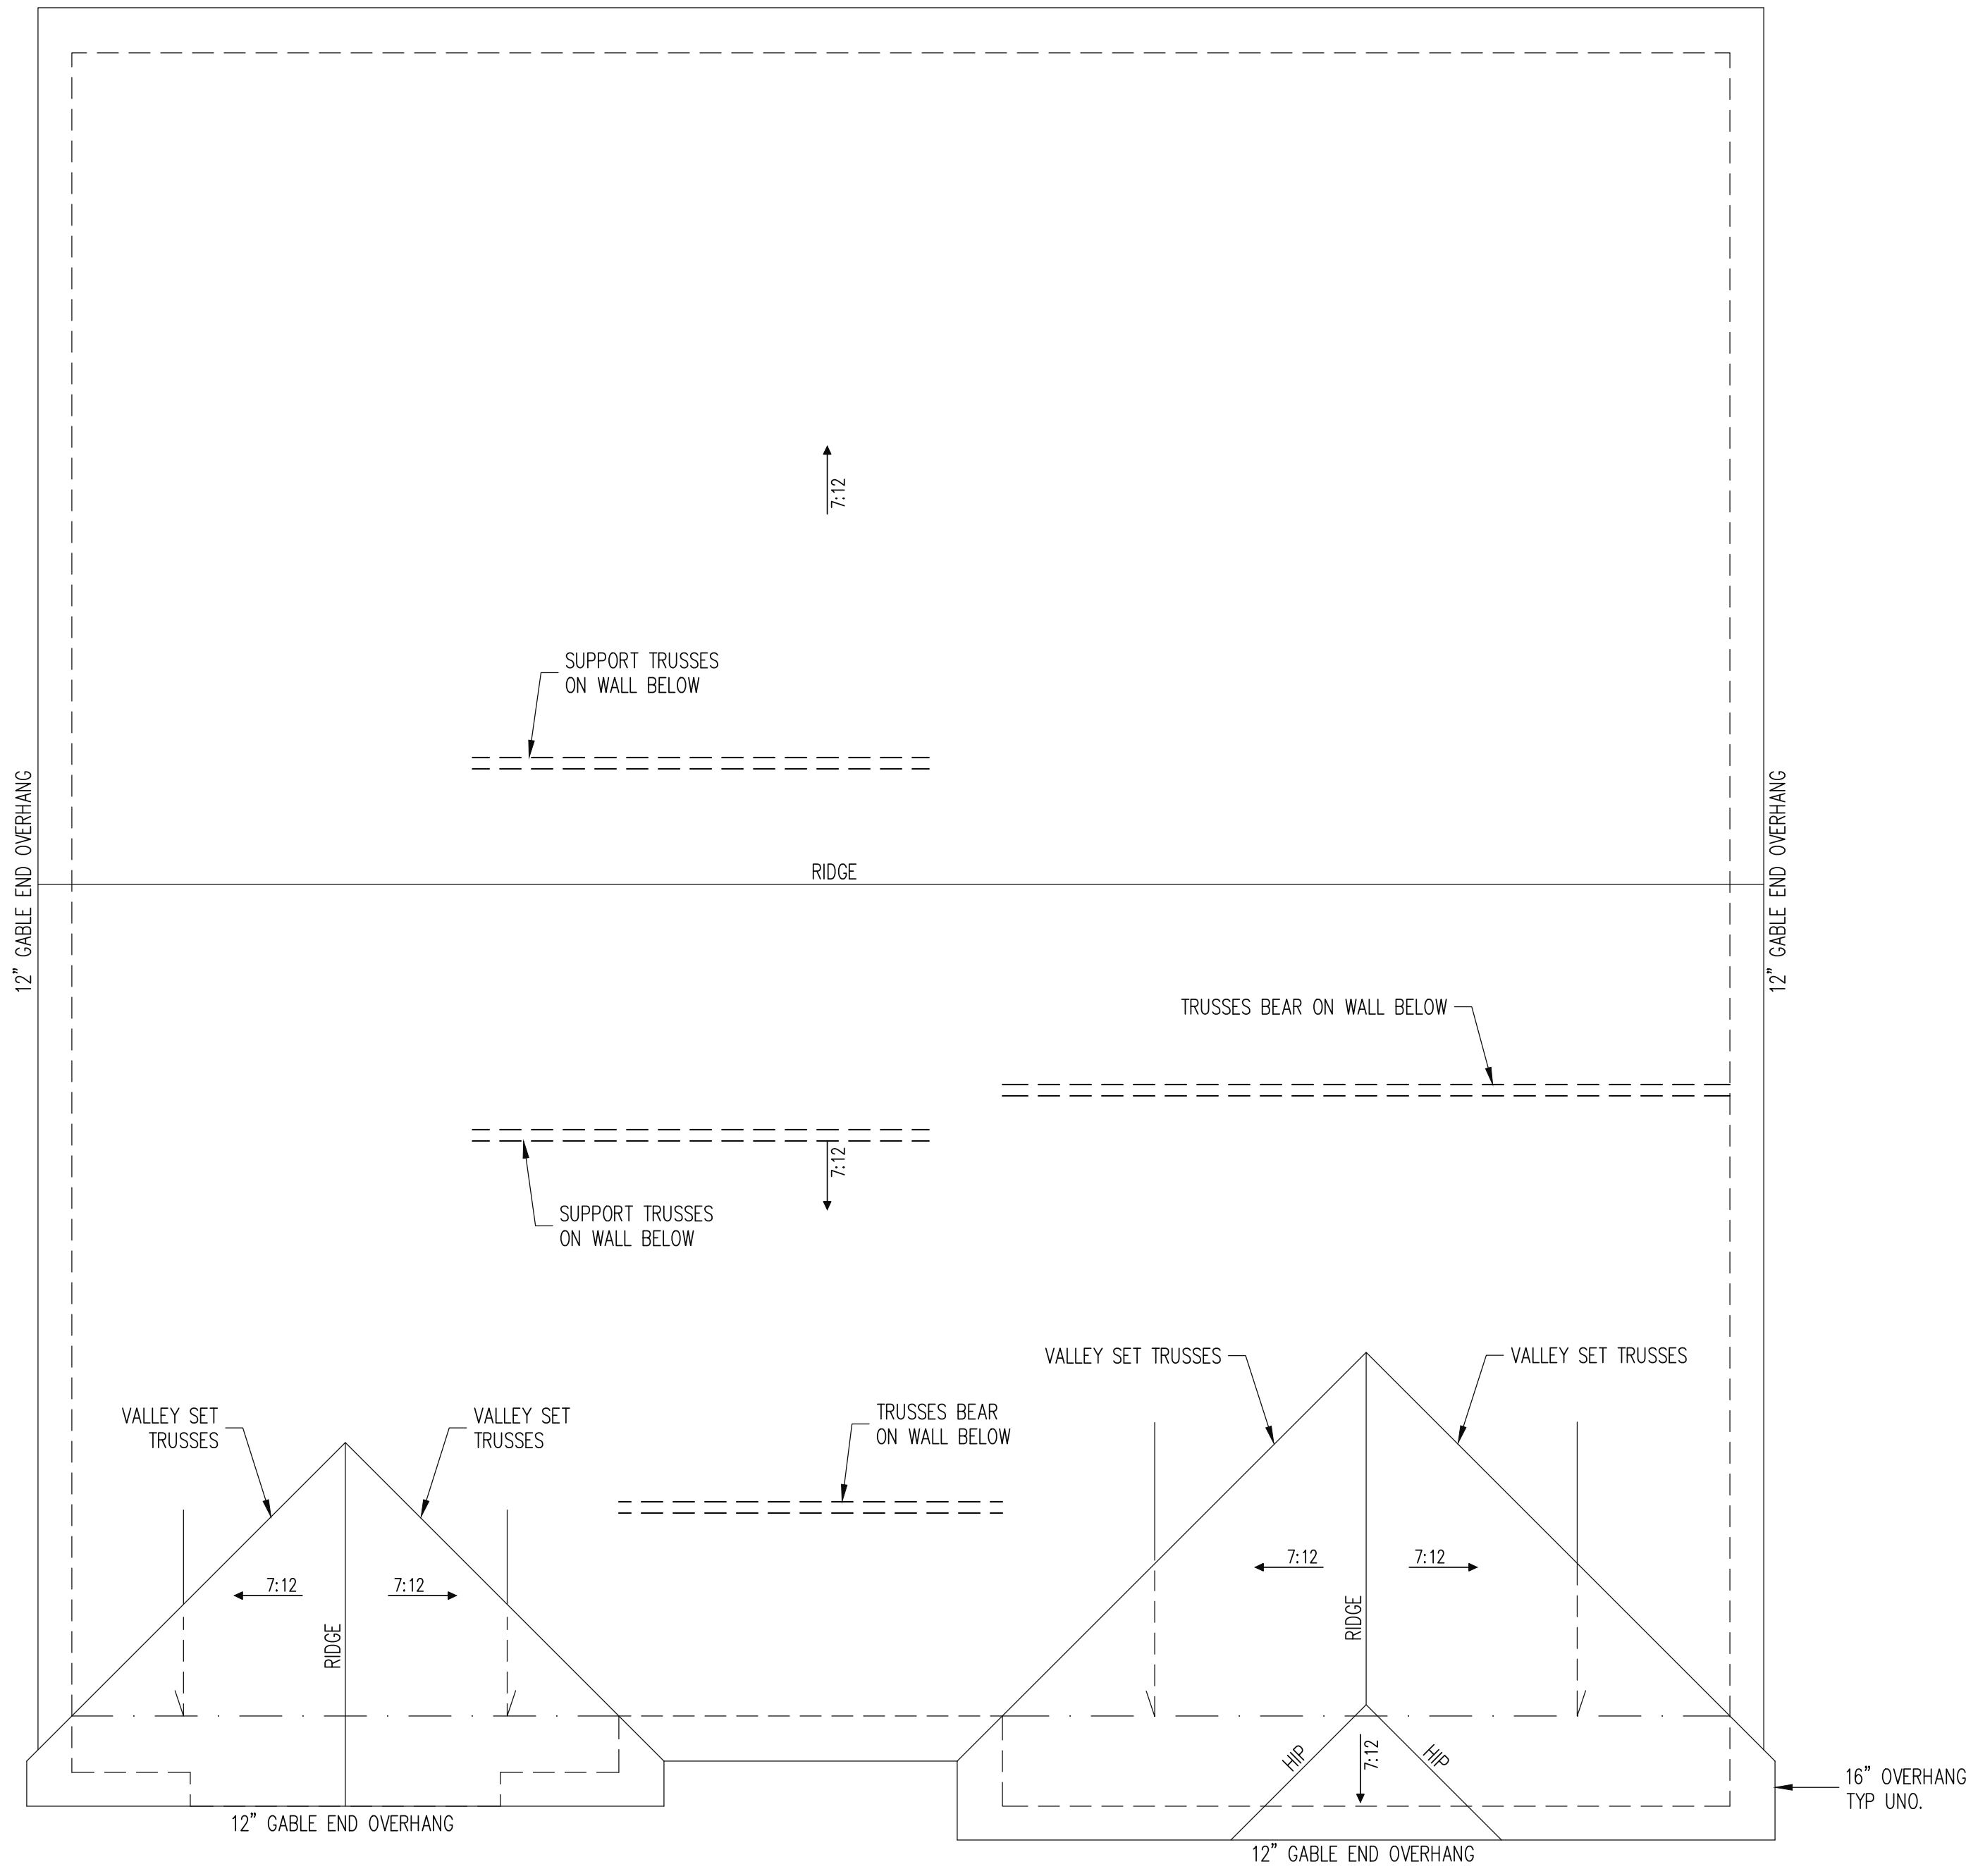 7:12
SUPPORT TRUSSES
ON WALL BELOW
12" GABLE END OVERHANG
RIDGE
12" GABLE END OVERHANG
TRUSSES BEAR ON WALL BELOW
7:12
SUPPORT TRUSSES
ON WALL BELOW
VALLEY SET TRUSSES
VALLEY SET TRUSSES
VALLEY SET
TRUSSES
VALLEY SET
TRUSSES
TRUSSES BEAR
ON WALL BELOW
7:12
7:12
7:12
7:12
RIDGE
RIDGE
HIP
7:12
HIP
16" OVERHANG
TYP UNO.
12" GABLE END OVERHANG
12" GABLE END OVERHANG